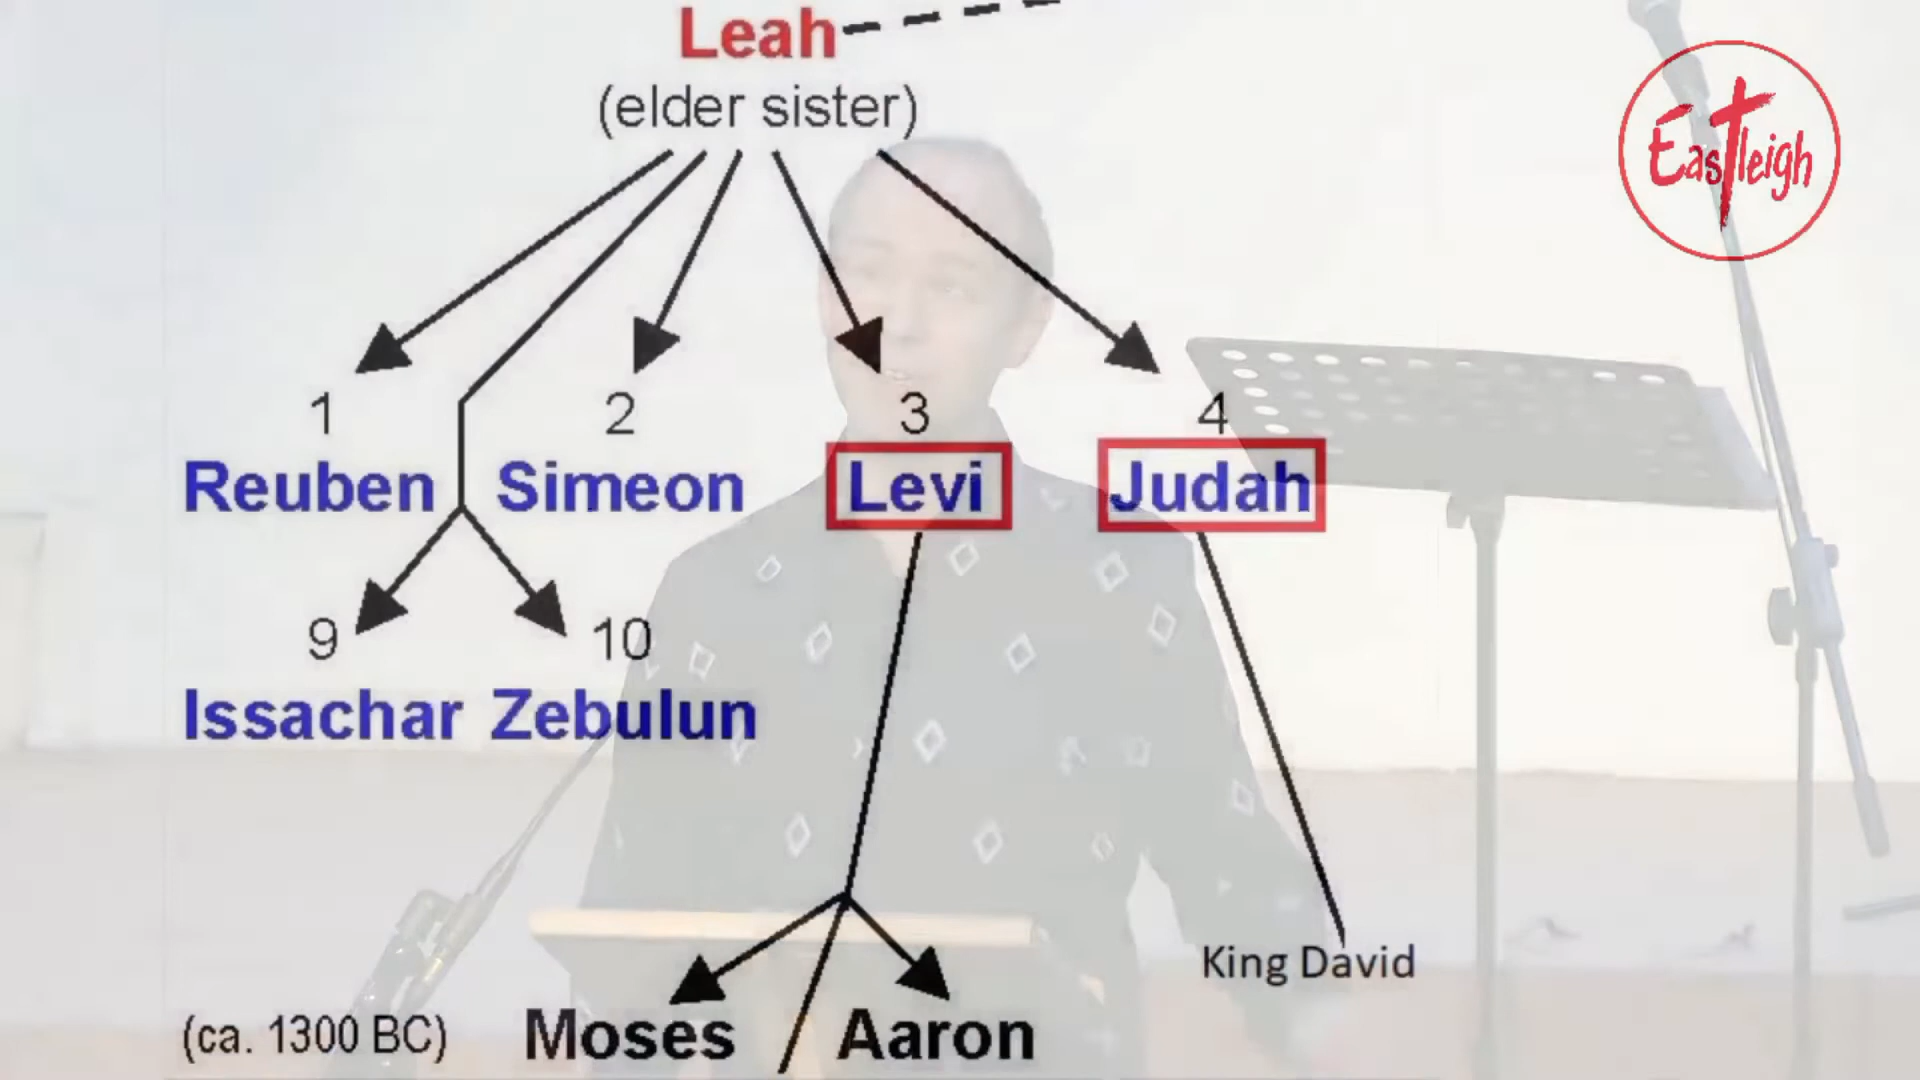 Leah
(elder sister)
EasTleigh
1 2 3 4
Reuben Simeon Levi Judah
9 10
Issachar Zebulun
King David
(ca. 1300 BC) Moses Aaron